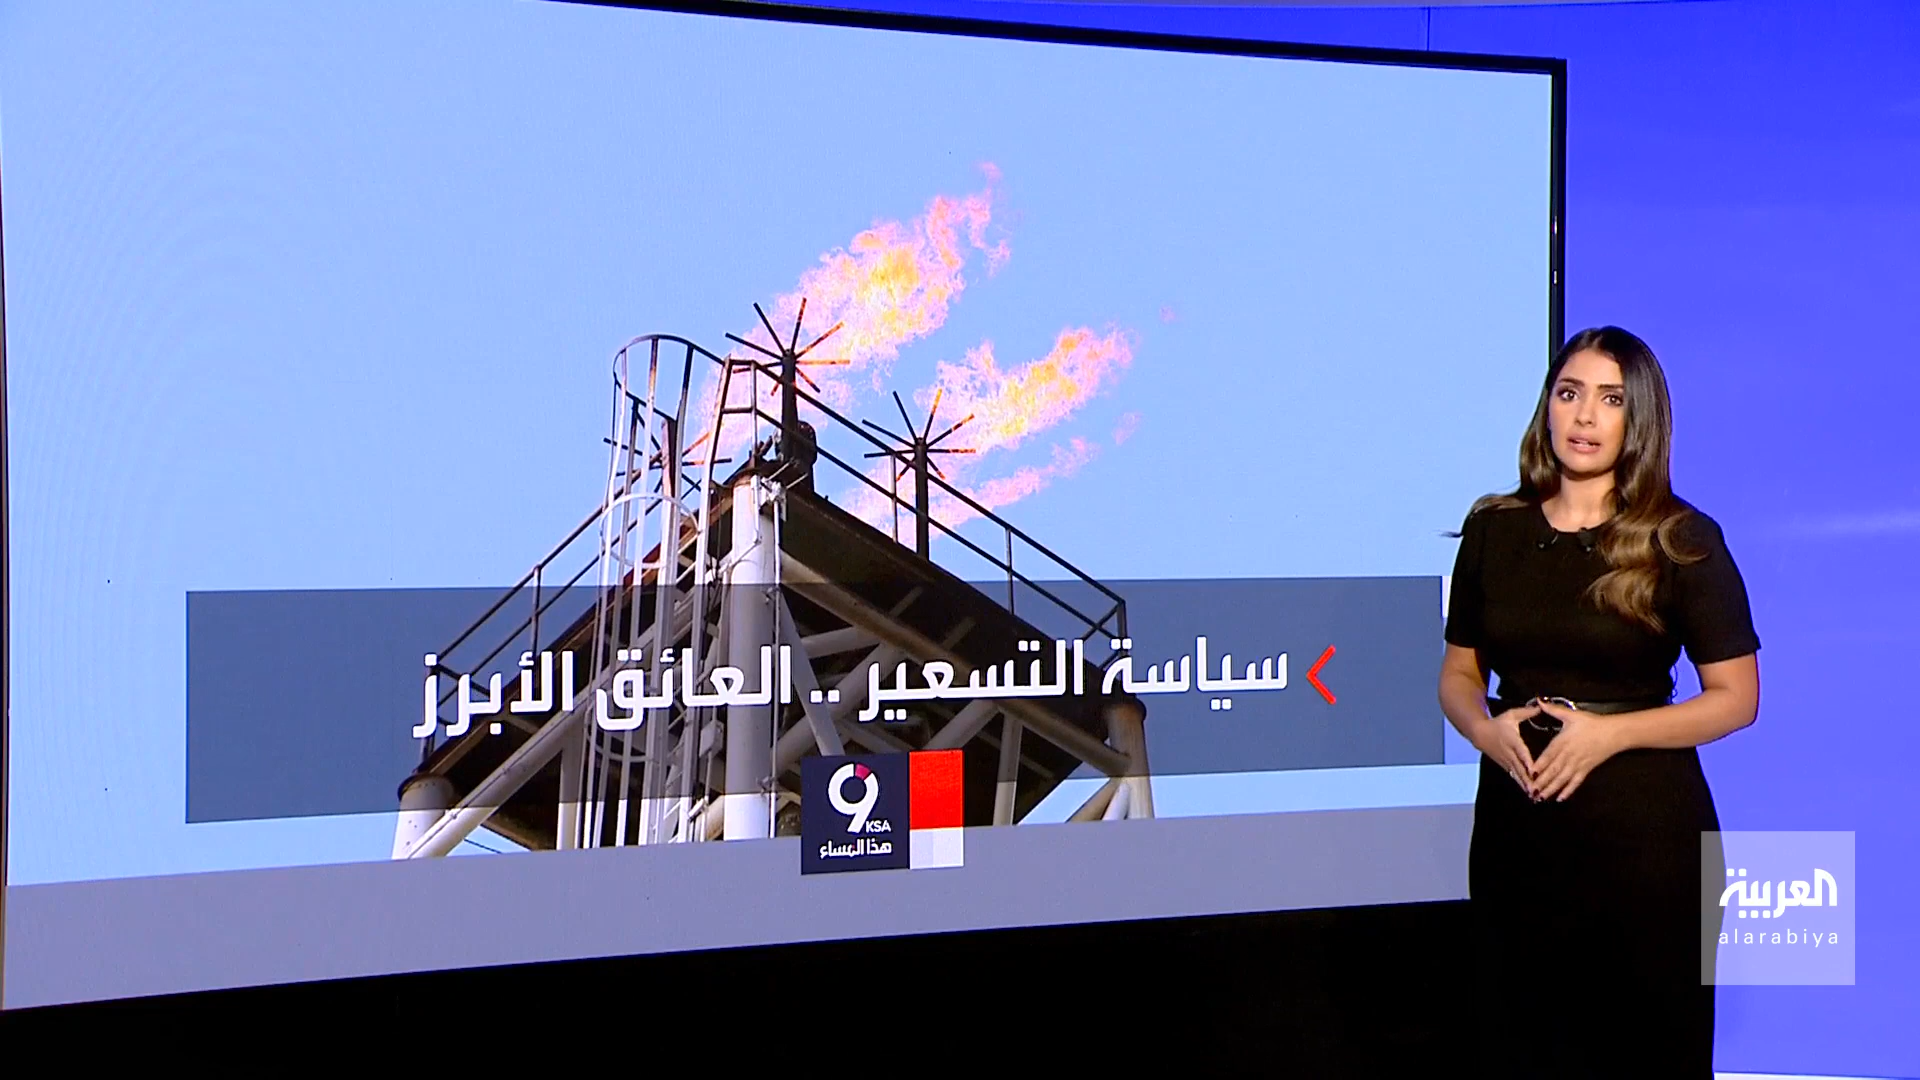 سياسة التسعير .. العائق الأبرز
9
KSA
هذا المساء
العربية
alarabiya